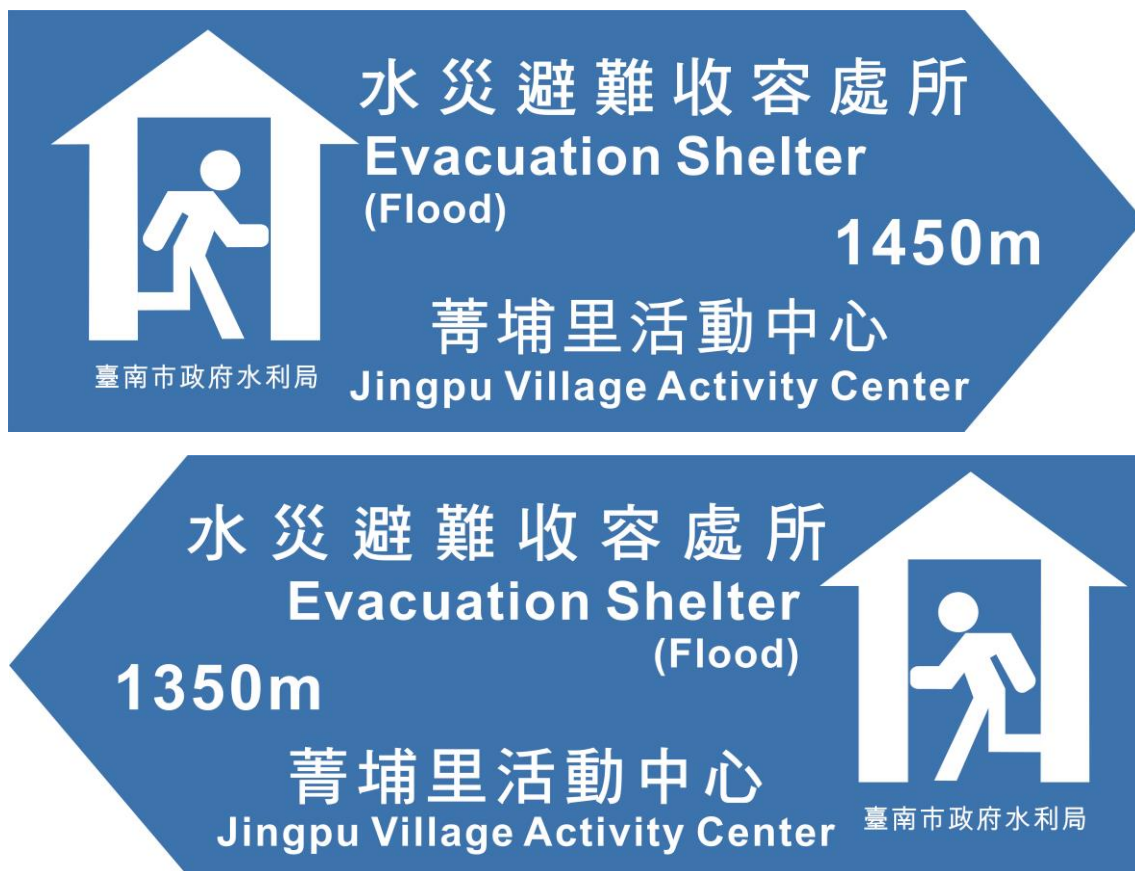 水災避難收容處所
Evacuation Shelter
(Flood)
1450m
菁埔里活動中心
Jingpu Village Activity Center
臺南市政府水利局
水災避難收容處所
Evacuation Shelter
(Flood)
1350m
菁埔里活動中心
Jingpu Village Activity Center
臺南市政府水利局